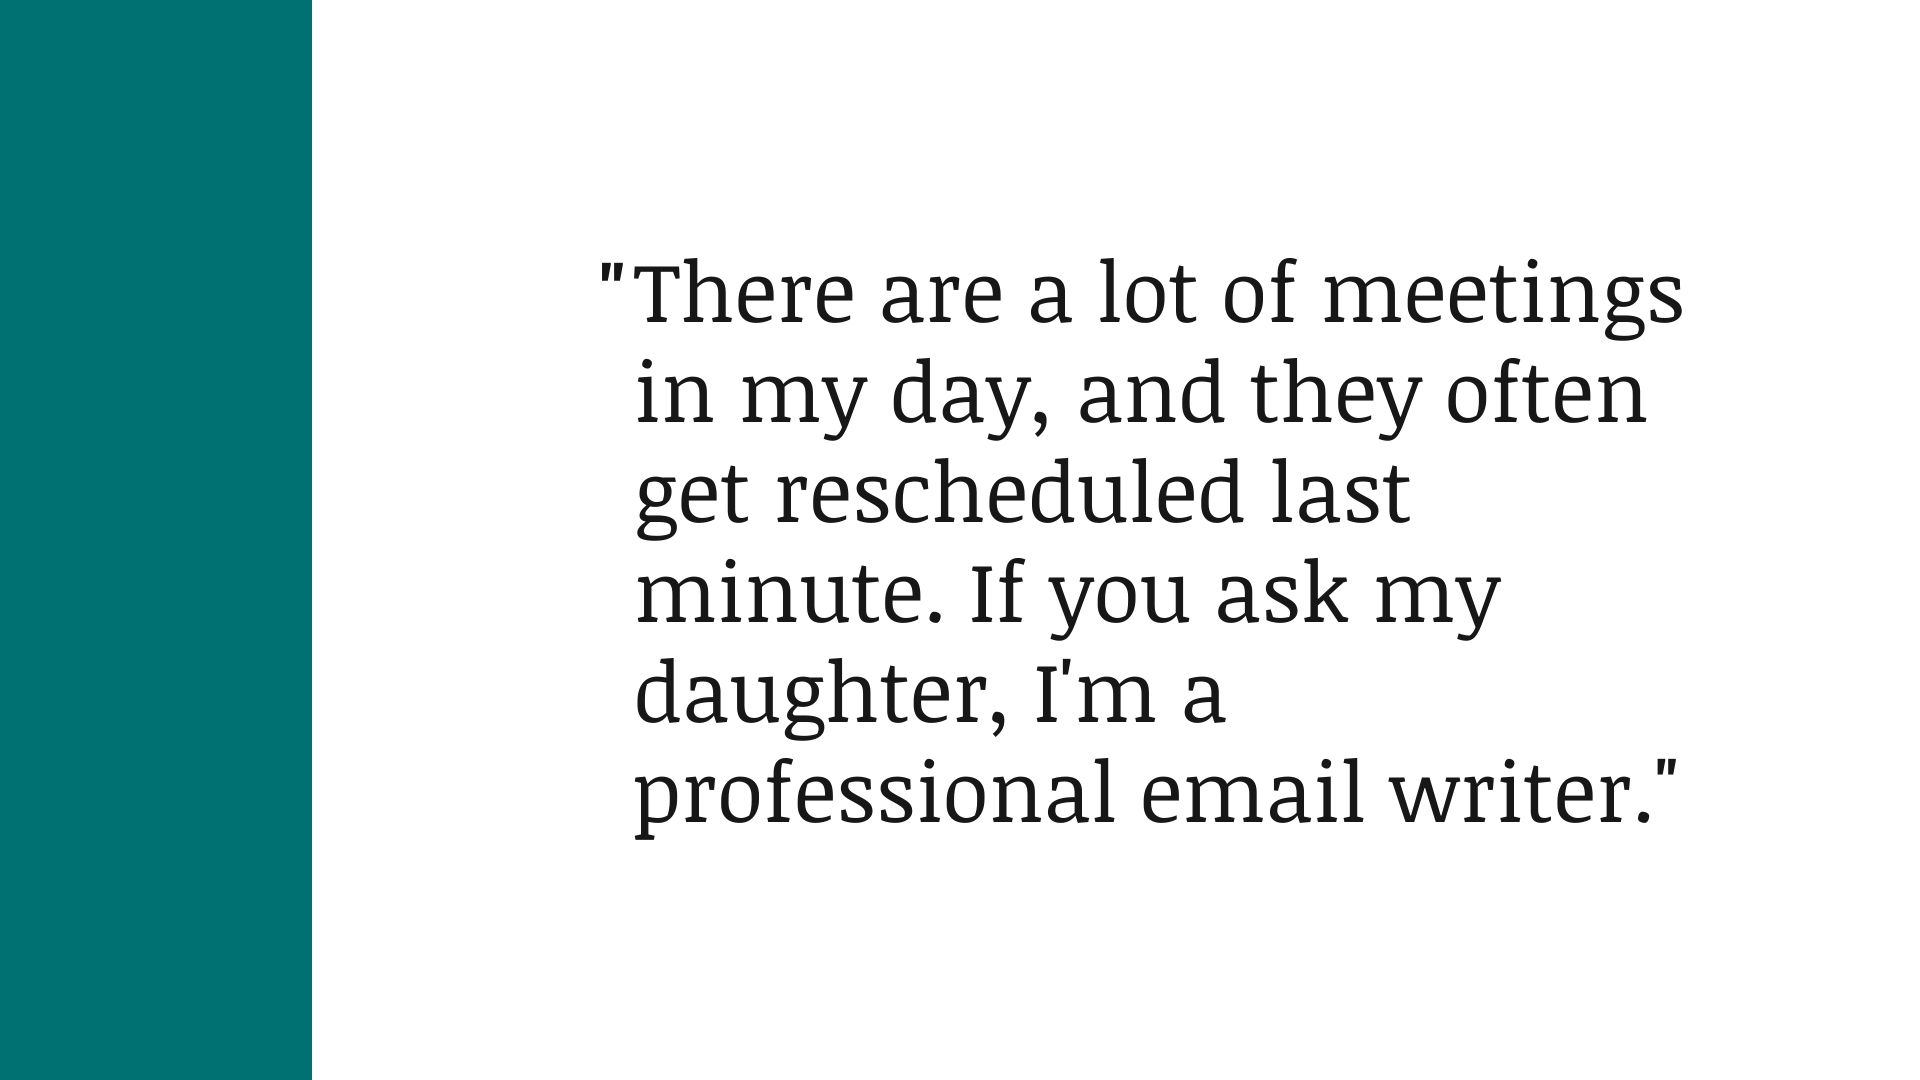 "There are a lot of meetings
in my day, and they often
get rescheduled last
minute. If you ask my
daughter, I'm a
professional email writer."